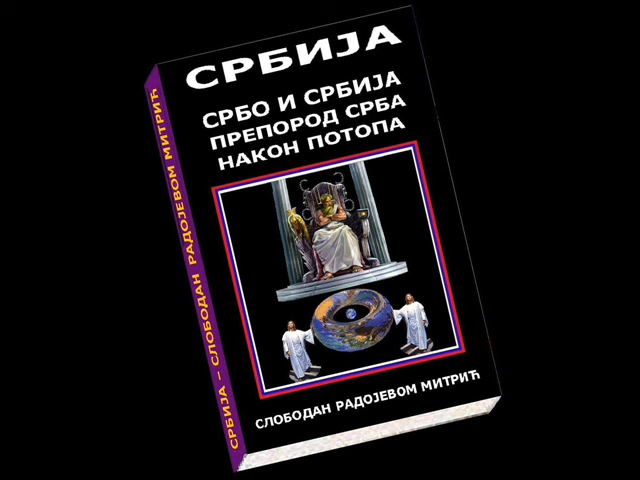 СРБИЈА
СРБО И СРБИЈА
ПРЕПОРОД СРБА
НАКОН ПОТОПА
СЛОБОДАН РАДОЈЕВОМ МИТРИЋ
СРБИЈА – СЛОБОДАН РАДОЈЕВОМ МИТРИЋ